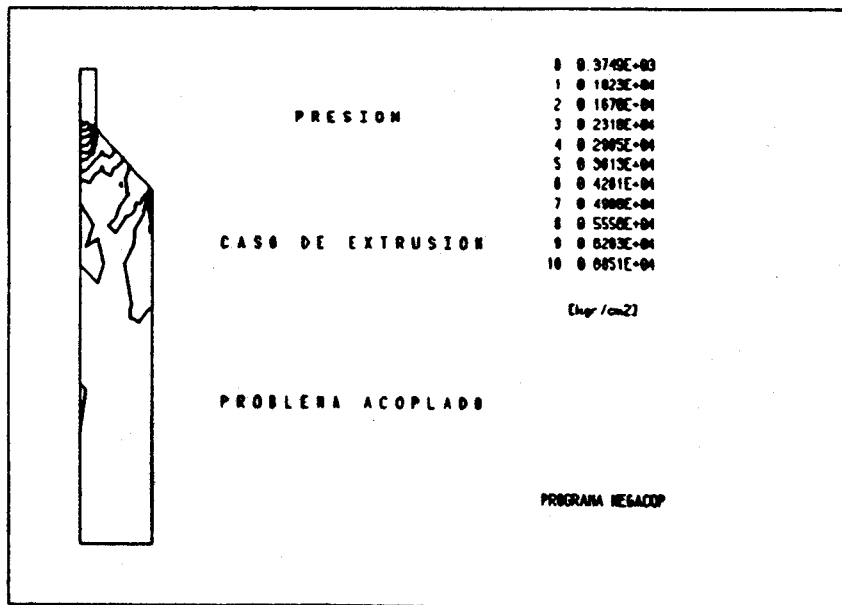 0 0.3749E+03
1 0.1023E+04
PRESION
2 0.1670E+04
3 0.2318E+04
4 0.2965E+04
5 0.3613E+04
6 0.4261E+04
7 0.4908E+04
8 0.5556E+04
CASO DE EXTRUSION
9 0.6203E+04
10 0.6851E+04
[kgr/cm2]
PROBLEMA ACOPLADO
PROGRAMA MEGACOP